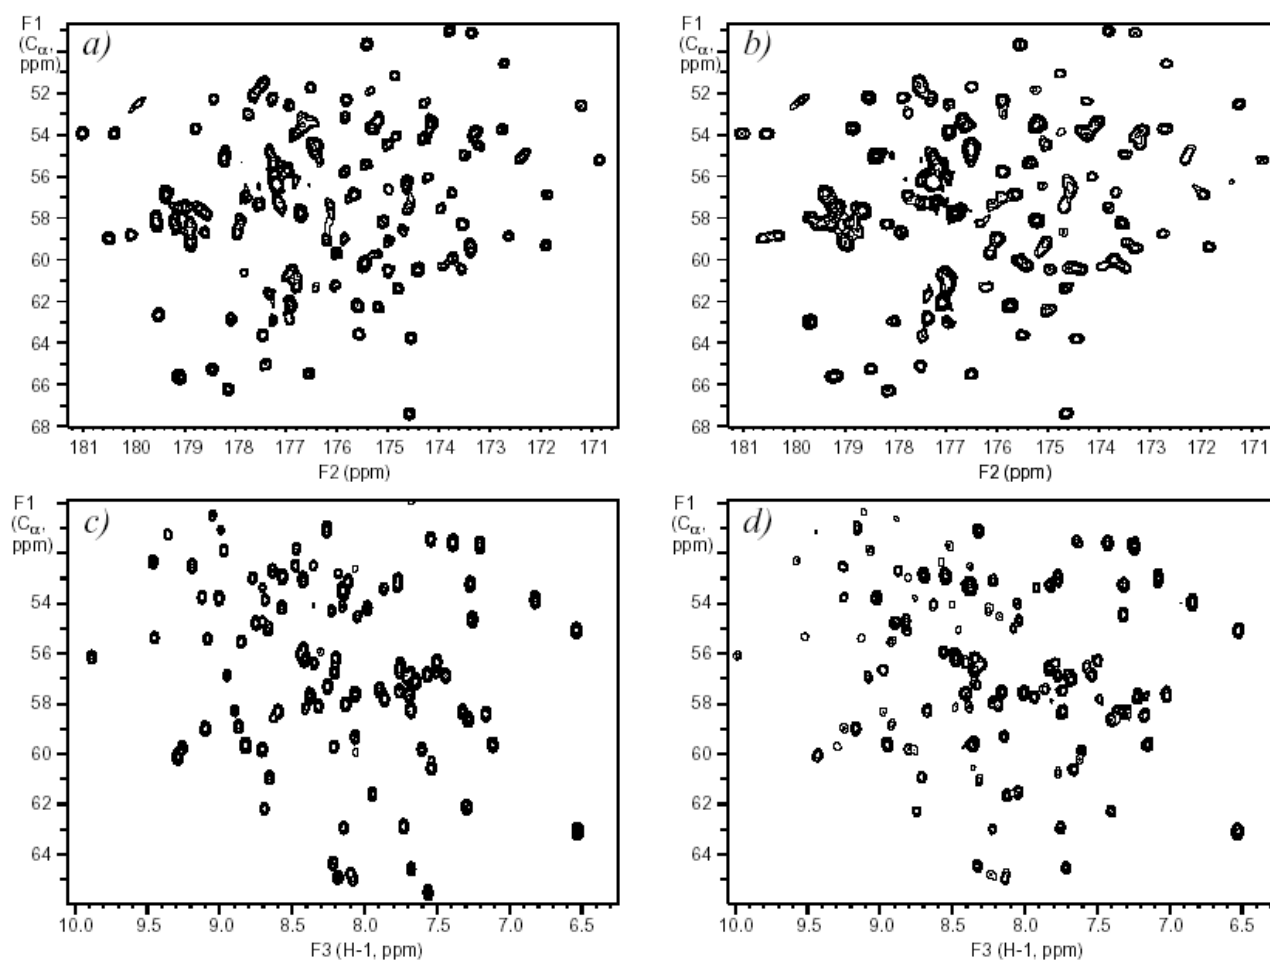 F1
(Cα,
ppm)
a)
52
54
56
58
60
62
64
66
68
181 180 179 178 177 176 175 174 173 172 171
F2 (ppm)
F1
(Cα,
ppm)
b)
52
54
56
58
60
62
64
66
68
181 180 179 178 177 176 175 174 173 172 171
F2 (ppm)
F1
(Cα,
ppm)
c)
54
56
58
60
62
64
10.0 9.5 9.0 8.5 8.0 7.5 7.0 6.5
F3 (H-1, ppm)
F1
(Cα,
ppm)
d)
54
56
58
60
62
64
10.0 9.5 9.0 8.5 8.0 7.5 7.0 6.5
F3 (H-1, ppm)